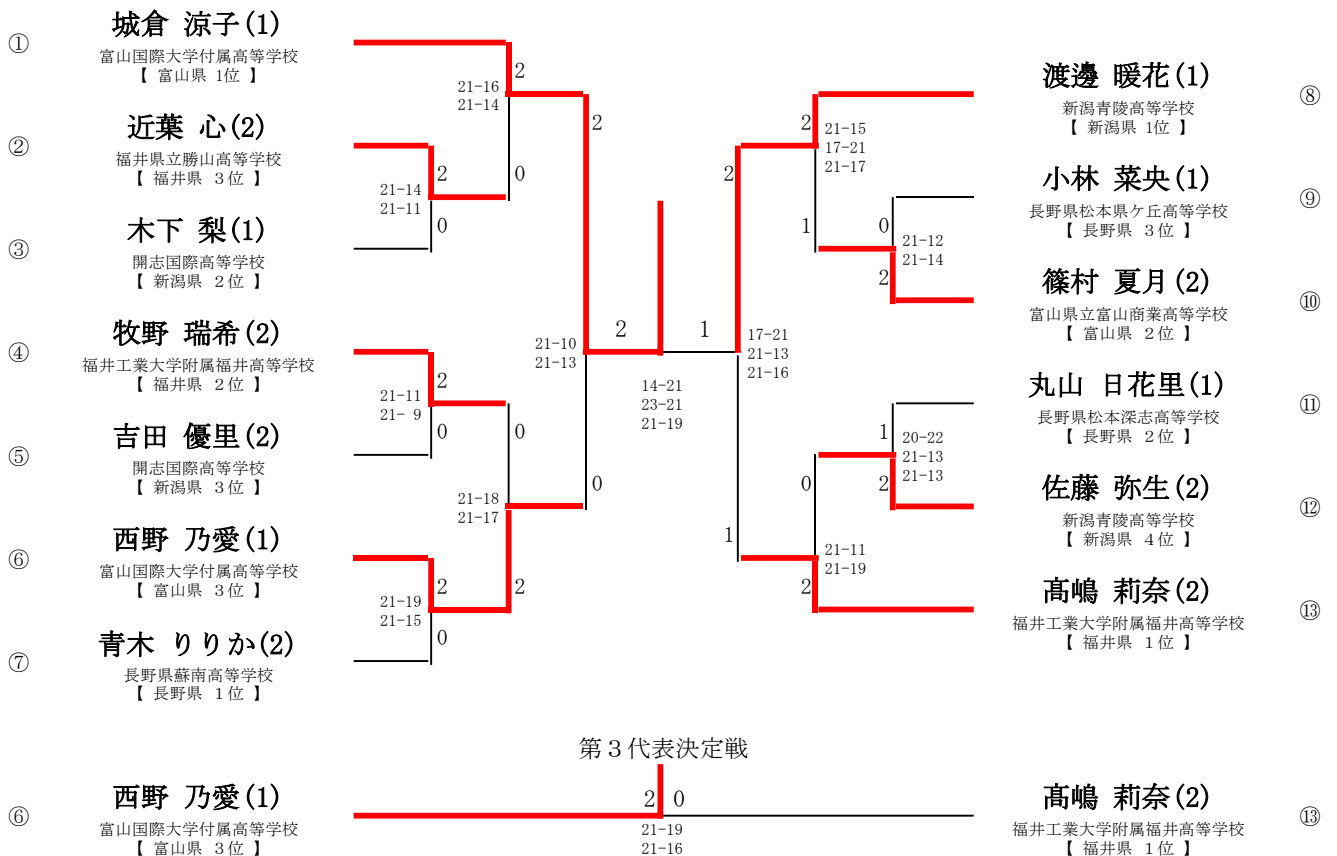 ① 城倉 涼子(1)
富山国際大学付属高等学校
【 富山県 1位 】
② 近葉 心(2)
福井県立勝山高等学校
【 福井県 3位 】
③ 木下 梨(1)
開志国際高等学校
【 新潟県 2位 】
④ 牧野 瑞希(2)
福井工業大学附属福井高等学校
【 福井県 2位 】
⑤ 吉田 優里(2)
開志国際高等学校
【 新潟県 3位 】
⑥ 西野 乃愛(1)
富山国際大学付属高等学校
【 富山県 3位 】
⑦ 青木 りりか(2)
長野県蘇南高等学校
【 長野県 1位 】
2
21-16
21-14
0
2
21-14
21-11
0
2
21-11
21- 9
0
0
21-18
21-17
2
2
21-19
21-15
0
2
21-10
21-13
0
2
1
14-21
23-21
21-19
2
17-21
21-13
21-16
1
2
21-15
17-21
21-17
1
0
21-12
21-14
2
1
20-22
21-13
21-13
2
0
21-11
21-19
2
渡邊 暖花(1) ⑧
新潟青陵高等学校
【 新潟県 1位 】
小林 菜央(1) ⑨
長野県松本県ケ丘高等学校
【 長野県 3位 】
篠村 夏月(2) ⑩
富山県立富山商業高等学校
【 富山県 2位 】
丸山 日花里(1) ⑪
長野県松本深志高等学校
【 長野県 2位 】
佐藤 弥生(2) ⑫
新潟青陵高等学校
【 新潟県 4位 】
髙嶋 莉奈(2) ⑬
福井工業大学附属福井高等学校
【 福井県 1位 】
第3代表決定戦
⑥ 西野 乃愛(1)
富山国際大学付属高等学校
【 富山県 3位 】
2 0
21-19
21-16
髙嶋 莉奈(2) ⑬
福井工業大学附属福井高等学校
【 福井県 1位 】